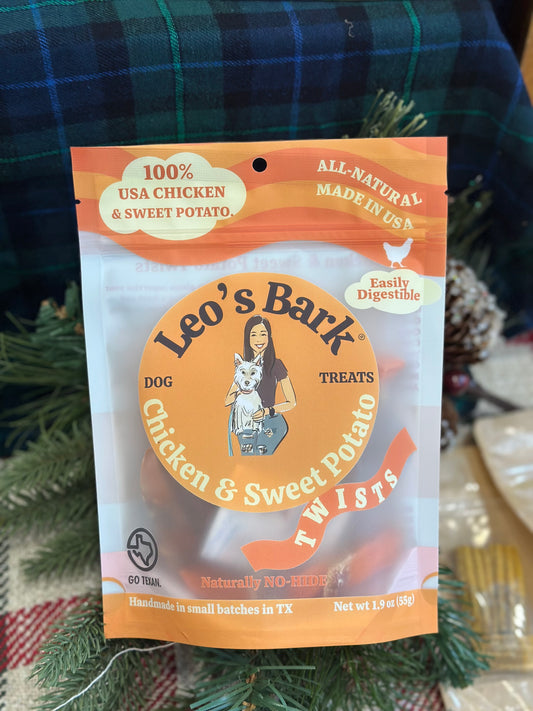 100%
USA CHICKEN
& SWEET POTATO.
ALL-NATURAL
MADE IN USA
Easily
Digestible
Leo's Bark®
DOG TREATS
Chicken & Sweet Potato
TWISTS
GO TEXAN.
Naturally NO-HIDE
Handmade in small batches in TX Net wt 1.9 oz (55g)